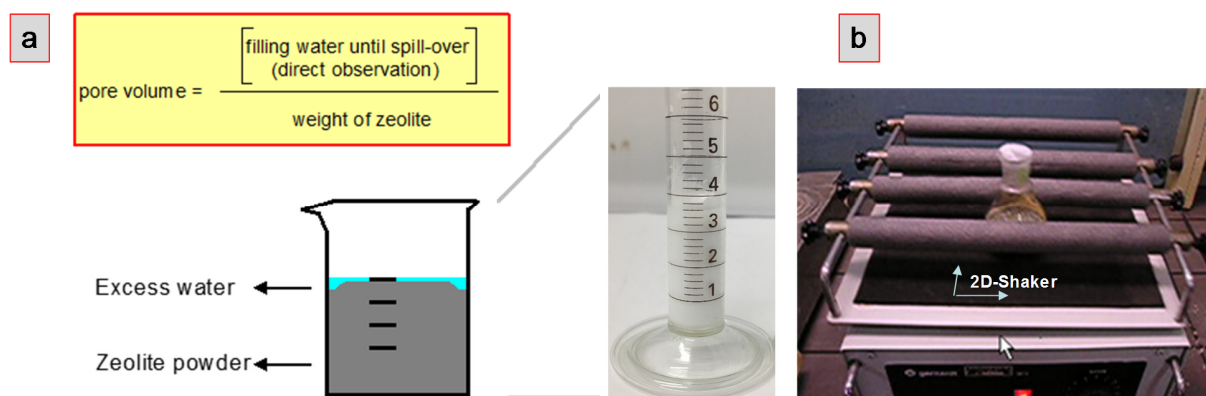 a
filling water until spill-over
(direct observation)
pore volume =
weight of zeolite
Excess water
Zeolite powder
6
5
4
3
2
1
b
2D-Shaker
gerhardt